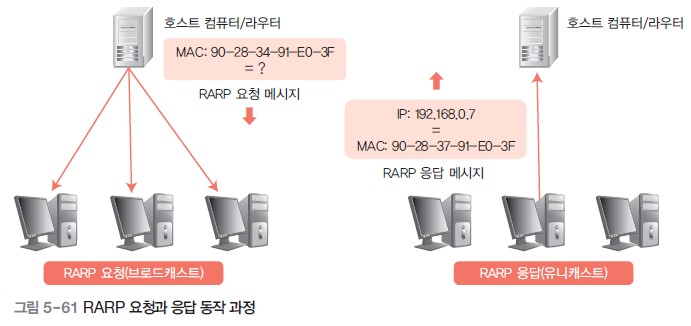 호스트 컴퓨터/라우터
MAC: 90-28-34-91-E0-3F
= ?
RARP 요청 메시지
RARP 요청(브로드캐스트)
호스트 컴퓨터/라우터
IP: 192.168.0.7
=
MAC: 90-28-37-91-E0-3F
RARP 응답 메시지
RARP 응답(유니캐스트)
그림 5-61 RARP 요청과 응답 동작 과정